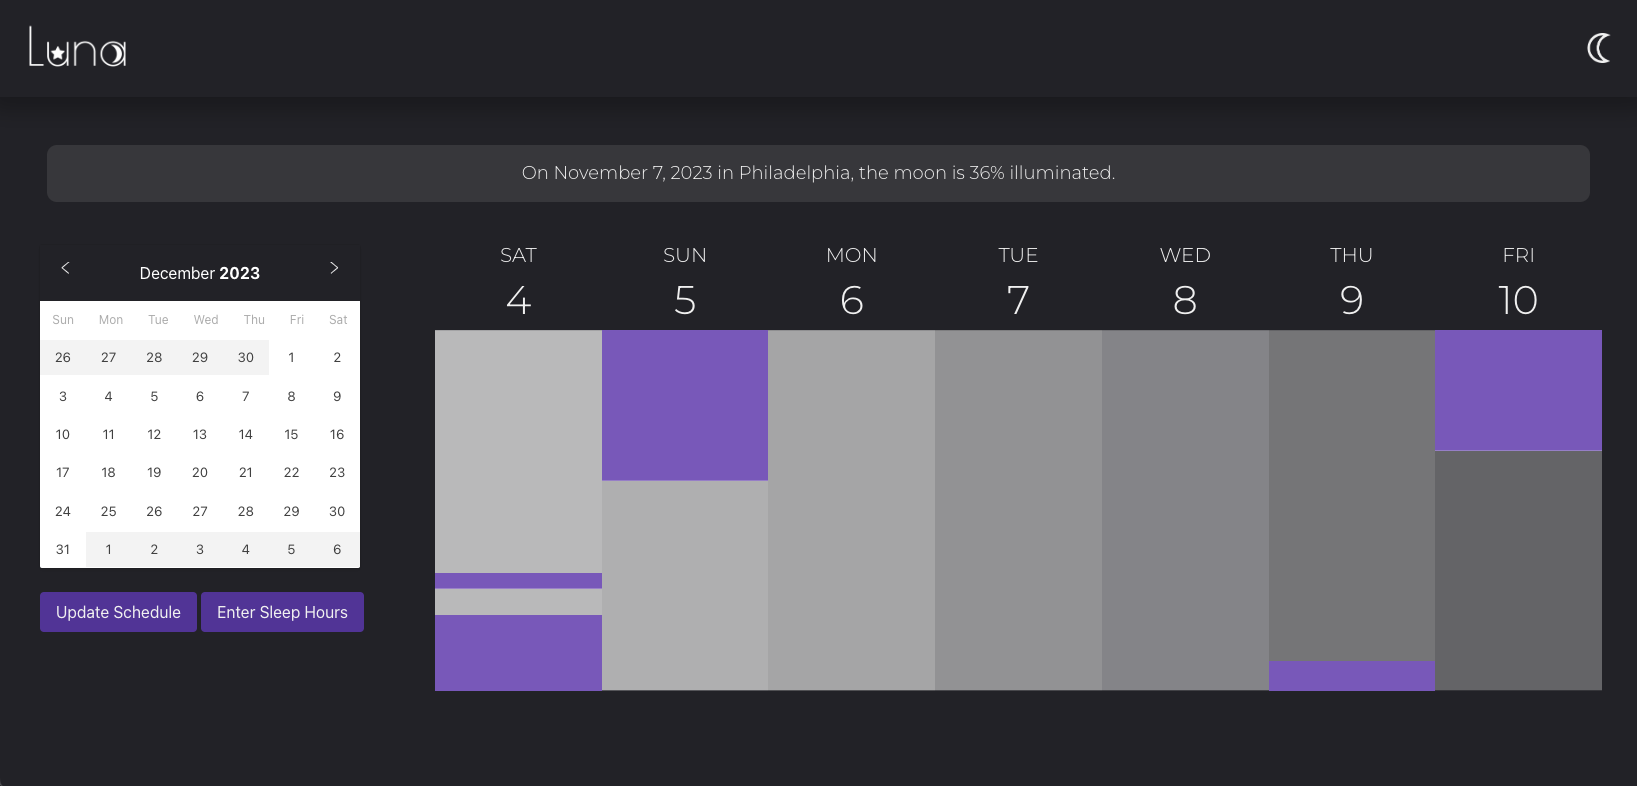 Luna
On November 7, 2023 in Philadelphia, the moon is 36% illuminated.
December 2023
Sun Mon Tue Wed Thu Fri Sat
26 27 28 29 30 1 2
3 4 5 6 7 8 9
10 11 12 13 14 15 16
17 18 19 20 21 22 23
24 25 26 27 28 29 30
31 1 2 3 4 5 6
Update Schedule Enter Sleep Hours
SAT SUN MON TUE WED THU FRI
4 5 6 7 8 9 10